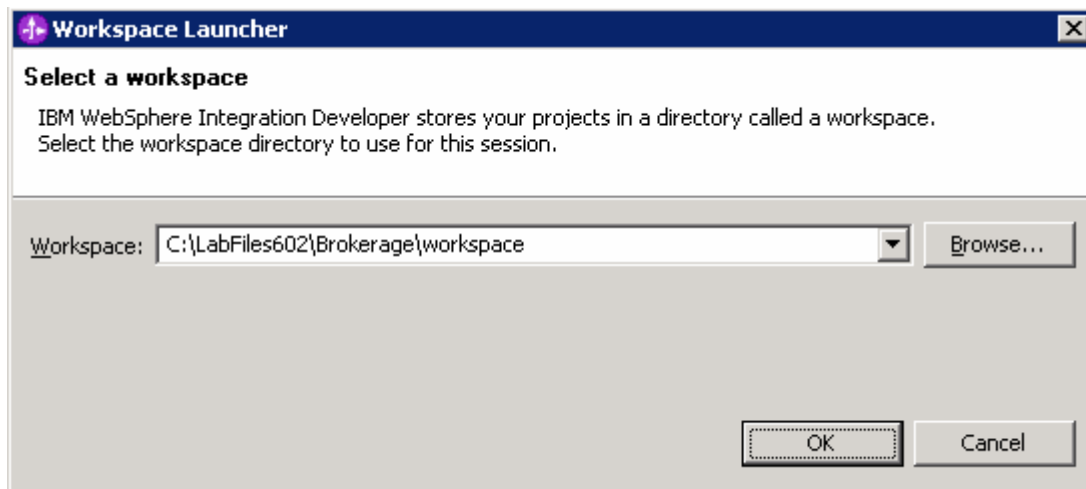 Workspace Launcher
Select a workspace
IBM WebSphere Integration Developer stores your projects in a directory called a workspace.
Select the workspace directory to use for this session.
Workspace: C:\LabFiles602\Brokerage\workspace Browse...
OK Cancel